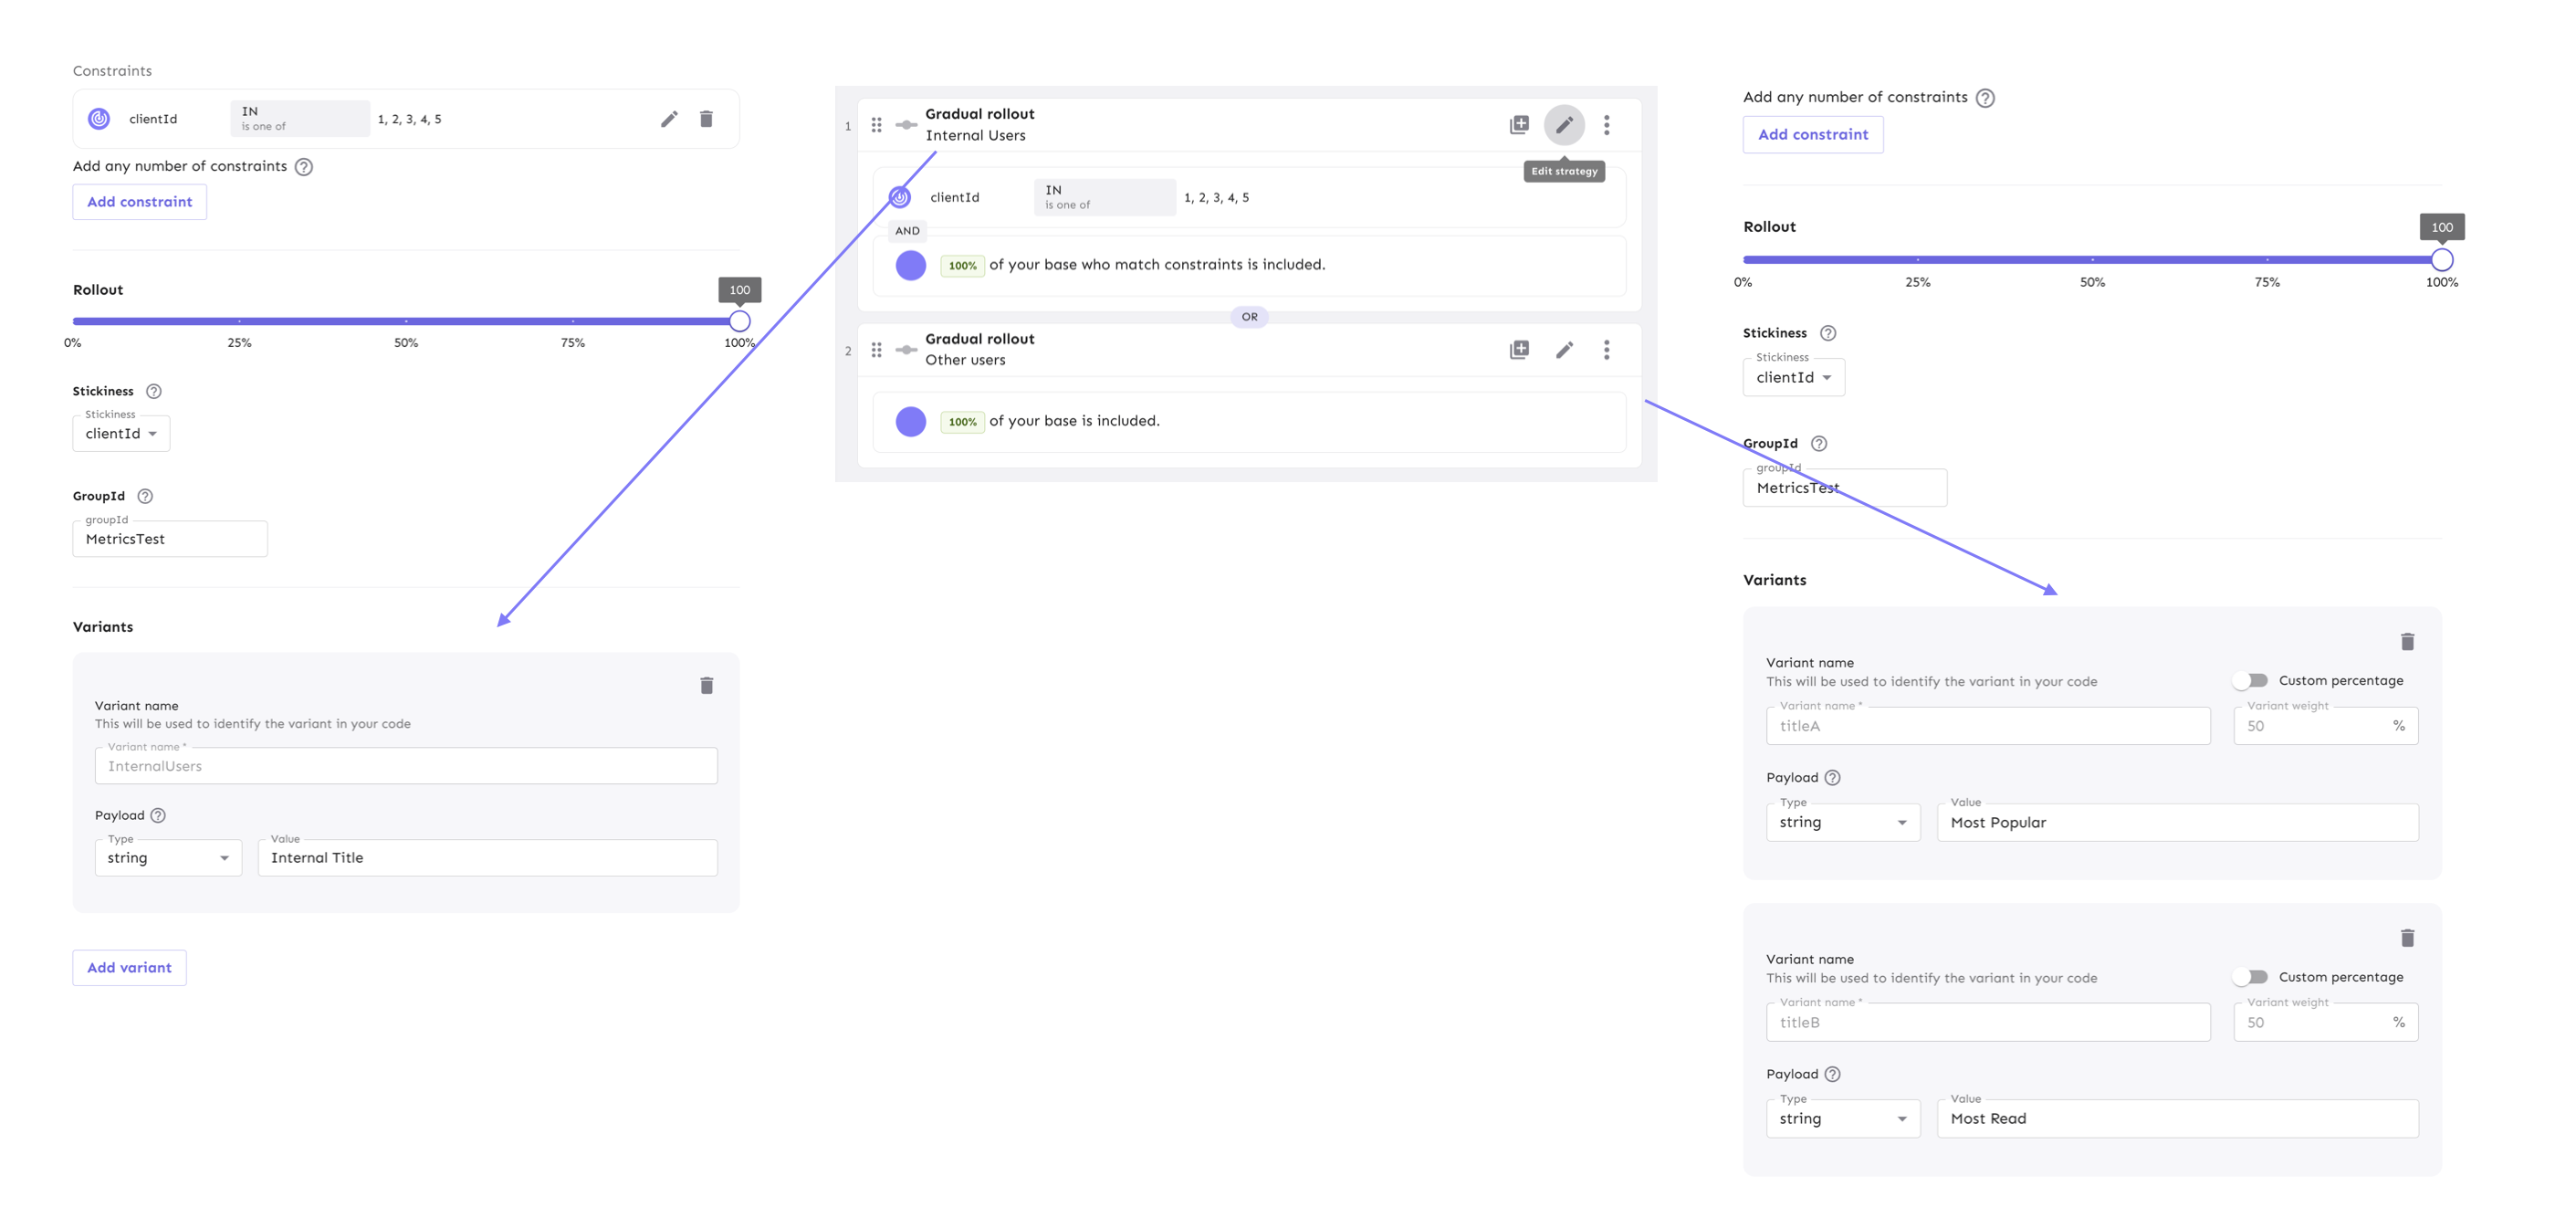 Constraints
clientId
IN
is one of
1, 2, 3, 4, 5
Add any number of constraints
Add constraint
Rollout
100
0% 25% 50% 75% 100%
Stickiness
Stickiness
clientId
GroupId
groupId
MetricsTest
Variants
Variant name
This will be used to identify the variant in your code
Variant name *
InternalUsers
Payload
Type
string
Value
Internal Title
Add variant
1
Gradual rollout
Internal Users
Edit strategy
clientId
IN
is one of
1, 2, 3, 4, 5
AND
100% of your base who match constraints is included.
OR
2
Gradual rollout
Other users
100% of your base is included.
Add any number of constraints
Add constraint
Rollout
100
0% 25% 50% 75% 100%
Stickiness
Stickiness
clientId
GroupId
groupId
MetricsTest
Variants
Variant name
This will be used to identify the variant in your code
Custom percentage
Variant name *
titleA
Variant weight
50 %
Payload
Type
string
Value
Most Popular
Variant name
This will be used to identify the variant in your code
Custom percentage
Variant name *
titleB
Variant weight
50 %
Payload
Type
string
Value
Most Read